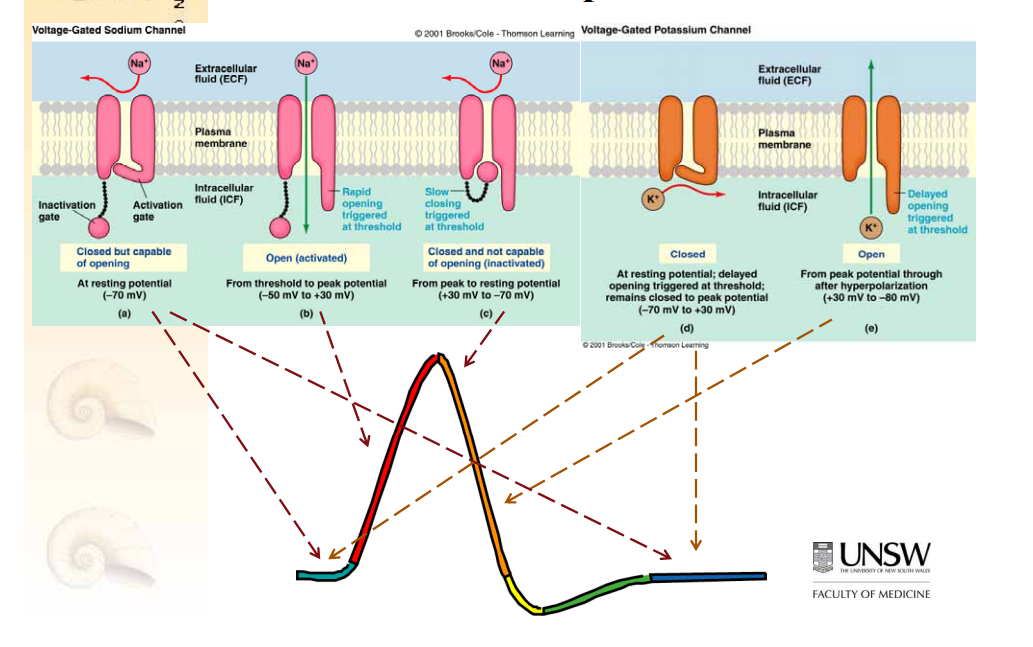 Voltage-Gated Sodium Channel
© 2001 Brooks/Cole - Thomson Learning
Na+
Extracellular
fluid (ECF)
Na+
Na+
Plasma
membrane
Inactivation
gate
Activation
gate
Intracellular
fluid (ICF)
Rapid
opening
triggered
at threshold
Slow
closing
triggered
at threshold
Closed but capable
of opening
At resting potential
(–70 mV)
(a)
Open (activated)
From threshold to peak potential
(–50 mV to +30 mV)
(b)
Closed and not capable
of opening (inactivated)
From peak to resting potential
(+30 mV to –70 mV)
(c)
Voltage-Gated Potassium Channel
Extracellular
fluid (ECF)
Plasma
membrane
K+
Intracellular
fluid (ICF)
K+
Delayed
opening
triggered
at threshold
Closed
At resting potential; delayed
opening triggered at threshold;
remains closed to peak potential
(–70 mV to +30 mV)
(d)
Open
From peak potential through
after hyperpolarization
(+30 mV to –80 mV)
(e)
© 2001 Brooks/Cole - Thomson Learning
UNSW
THE UNIVERSITY OF NEW SOUTH WALES
FACULTY OF MEDICINE